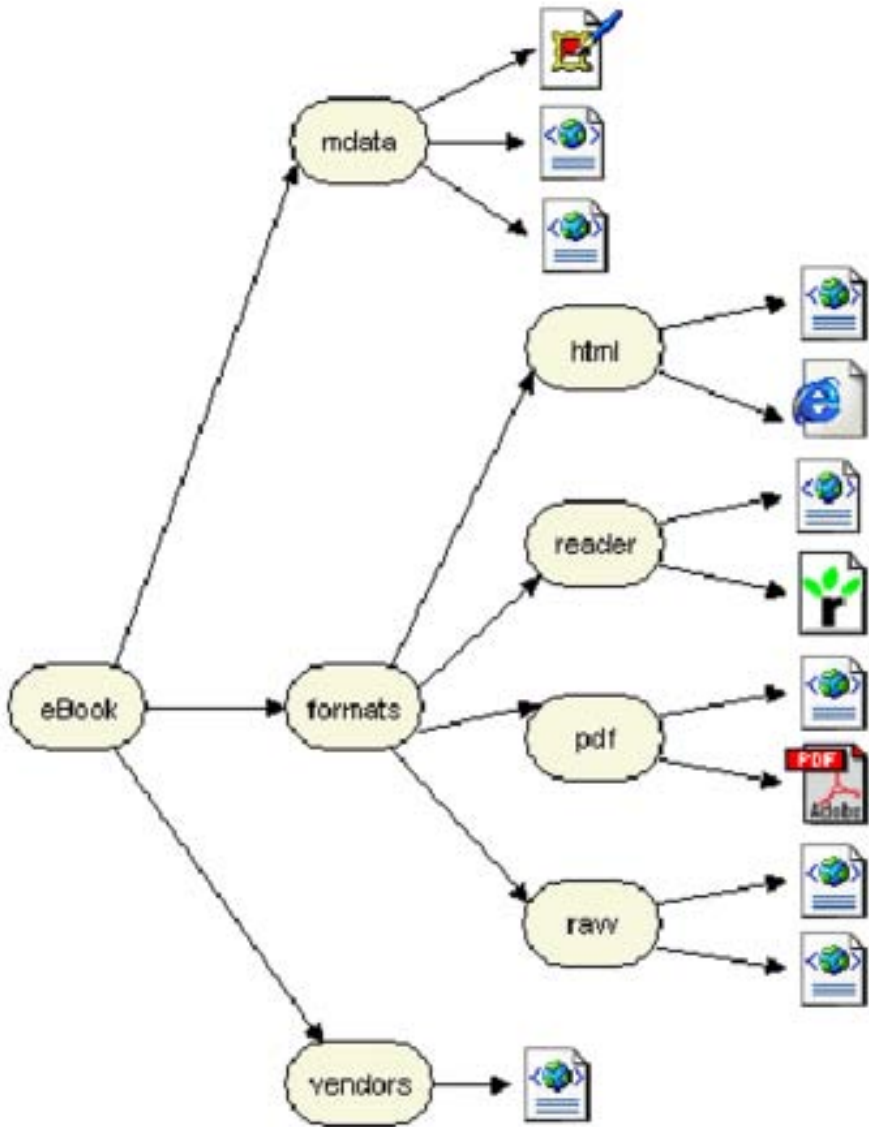 mdata
html
reader
eBook
formats
pdf
PDF
Adobe
raw
vendors